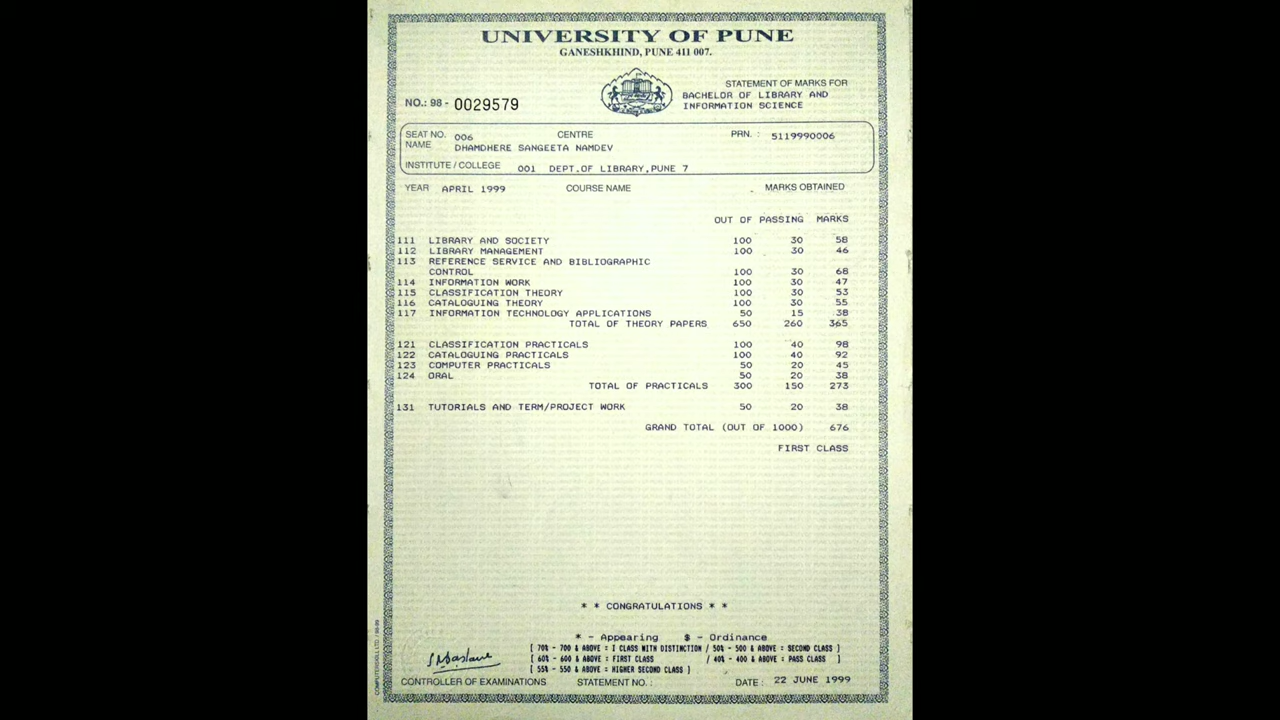 UNIVERSITY OF PUNE
GANESHKHIND, PUNE 411 007.
NO.: 98 - 0029579
STATEMENT OF MARKS FOR
BACHELOR OF LIBRARY AND
INFORMATION SCIENCE
SEAT NO. 006 CENTRE PRN. : 5119990006
NAME DHAMDHERE SANGEETA NAMDEV
INSTITUTE / COLLEGE 001 DEPT.OF LIBRARY,PUNE 7
YEAR APRIL 1999 COURSE NAME MARKS OBTAINED
OUT OF PASSING MARKS
111 LIBRARY AND SOCIETY 100 30 58
112 LIBRARY MANAGEMENT 100 30 46
113 REFERENCE SERVICE AND BIBLIOGRAPHIC
CONTROL 100 30 68
114 INFORMATION WORK 100 30 47
115 CLASSIFICATION THEORY 100 30 53
116 CATALOGUING THEORY 100 30 55
117 INFORMATION TECHNOLOGY APPLICATIONS 50 15 38
TOTAL OF THEORY PAPERS 650 260 365
121 CLASSIFICATION PRACTICALS 100 40 98
122 CATALOGUING PRACTICALS 100 40 92
123 COMPUTER PRACTICALS 50 20 45
124 ORAL 50 20 38
TOTAL OF PRACTICALS 300 150 273
131 TUTORIALS AND TERM/PROJECT WORK 50 20 38
GRAND TOTAL (OUT OF 1000) 676
FIRST CLASS
* * CONGRATULATIONS * *
* - Appearing $ - Ordinance
[ 70% - 700 & ABOVE = I CLASS WITH DISTINCTION / 50% - 500 & ABOVE = SECOND CLASS ]
[ 60% - 600 & ABOVE = FIRST CLASS / 40% - 400 & ABOVE = PASS CLASS ]
[ 55% - 550 & ABOVE = HIGHER SECOND CLASS ]
CONTROLLER OF EXAMINATIONS STATEMENT NO. : DATE : 22 JUNE 1999